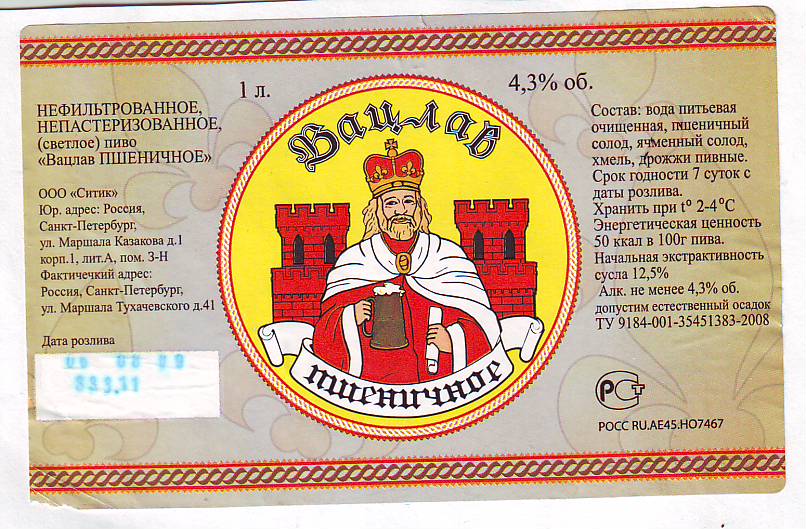 1 л.
4,3% об.
НЕФИЛЬТРОВАННОЕ,
НЕПАСТЕРИЗОВАННОЕ,
(светлое) пиво
«Вацлав ПШЕНИЧНОЕ»
ООО «Ситик»
Юр. адрес: Россия,
Санкт-Петербург,
ул. Маршала Казакова д.1
корп.1, лит.А, пом. 3-Н
Фактичечкий адрес:
Россия, Санкт-Петербург,
ул. Маршала Тухачевского д.41
Дата розлива
Вацлав
пшеничное
Состав: вода питьевая
очищенная, пшеничный
солод, ячменный солод,
хмель, дрожжи пивные.
Срок годности 7 суток с
даты розлива.
Хранить при t° 2-4°С
Энергетическая ценность
50 ккал в 100г пива.
Начальная экстрактивность
сусла 12,5%
Алк. не менее 4,3% об.
допустим естественный осадок
ТУ 9184-001-35451383-2008
РСТ
РОСС RU.АЕ45.НО7467